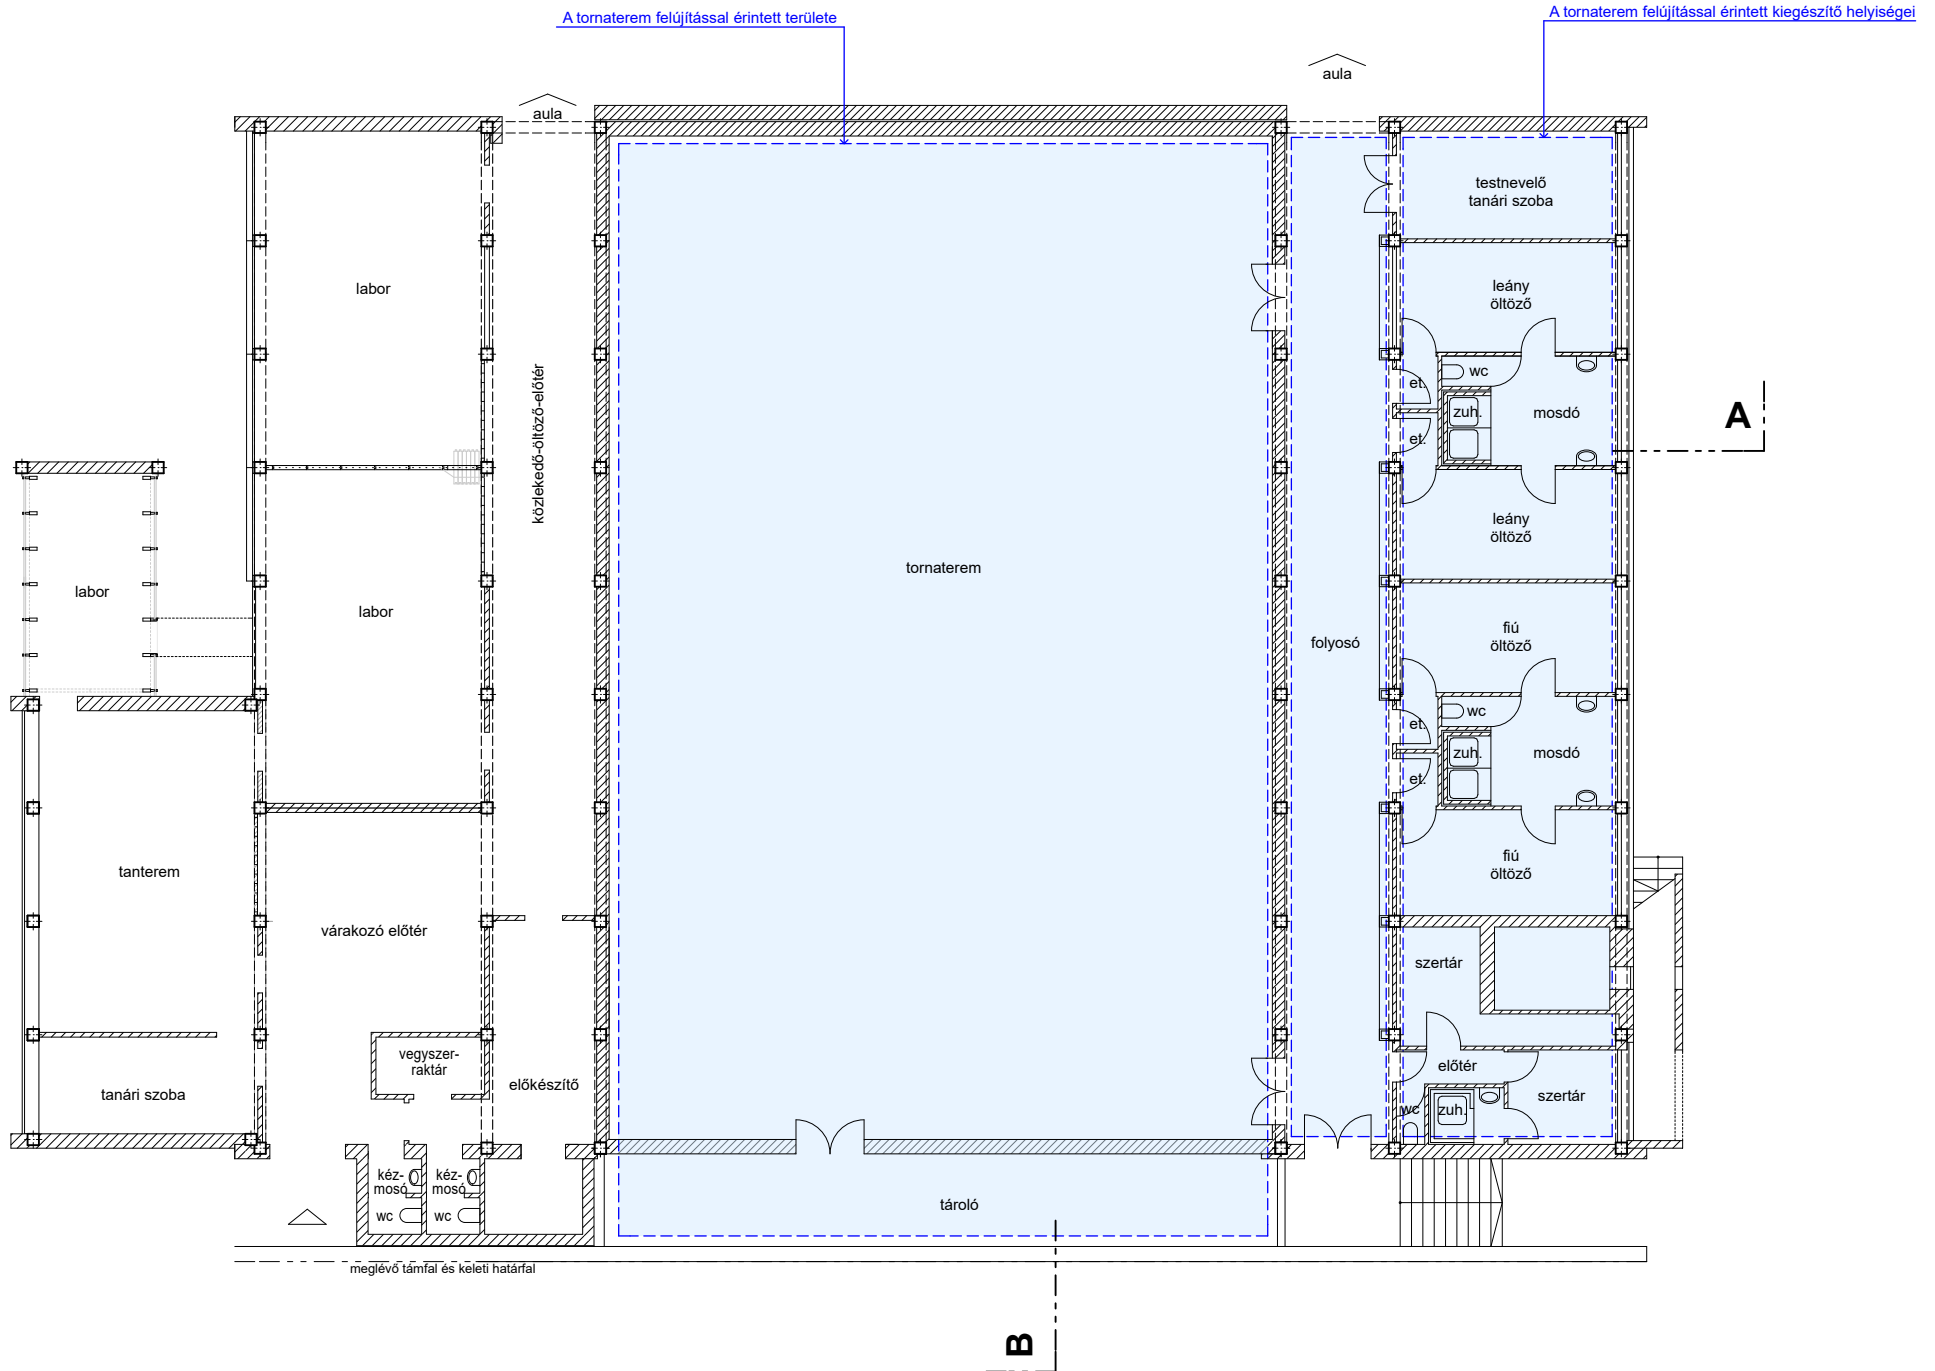 A tornaterem felújítással érintett területe
A tornaterem felújítással érintett kiegészítő helyiségei
aula
aula
testnevelő
tanári szoba
labor
leány
öltöző
közlekedő-öltöző-előtér
et.
wc
zuh.
mosdó
et.
A
leány
öltöző
tornaterem
labor
labor
folyosó
fiú
öltöző
et.
wc
zuh.
mosdó
et.
tanterem
fiú
öltöző
várakozó előtér
szertár
vegyszer-
raktár
előkészítő
előtér
tanári szoba
szertár
wc
zuh.
kéz-
mosó
kéz-
mosó
wc
wc
tároló
meglévő támfal és keleti határfal
B